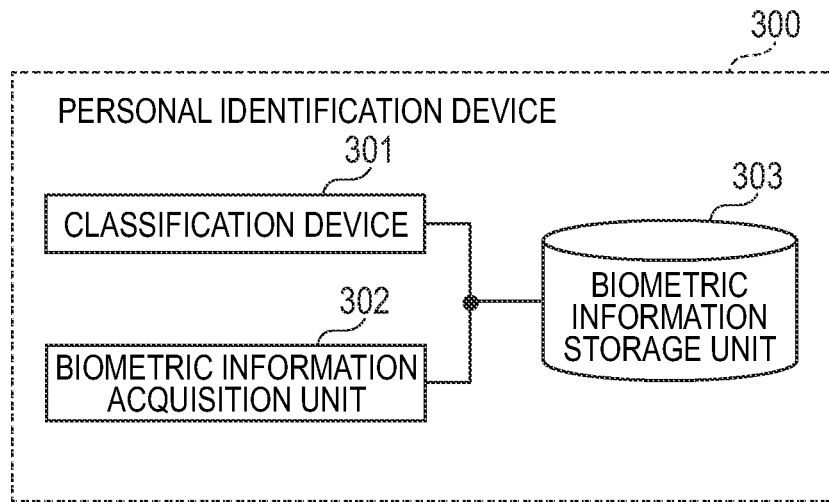 300
PERSONAL IDENTIFICATION DEVICE
301
CLASSIFICATION DEVICE
302
BIOMETRIC INFORMATION
ACQUISITION UNIT
303
BIOMETRIC
INFORMATION
STORAGE UNIT